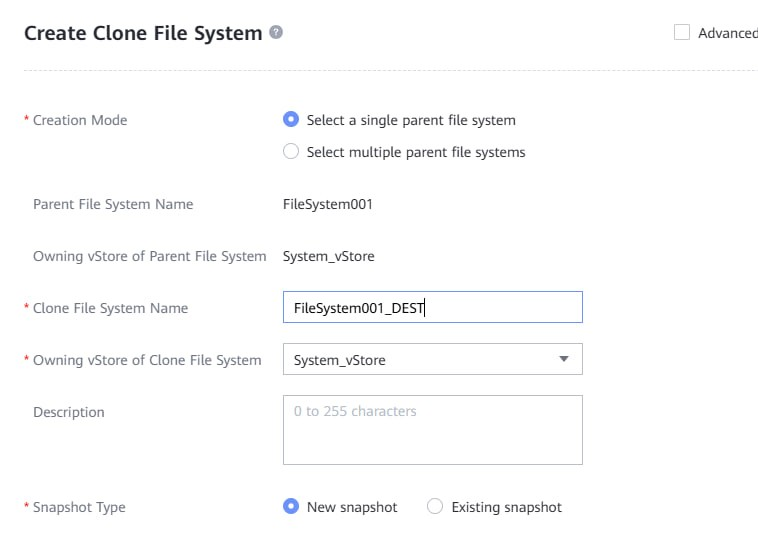 Create Clone File System ?
Advanced
* Creation Mode
Select a single parent file system
Select multiple parent file systems
Parent File System Name FileSystem001
Owning vStore of Parent File System System_vStore
* Clone File System Name FileSystem001_DEST
* Owning vStore of Clone File System System_vStore
Description 0 to 255 characters
* Snapshot Type New snapshot Existing snapshot